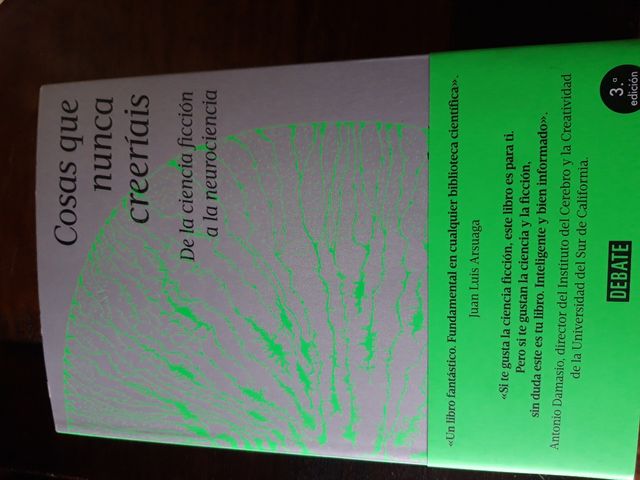 Cosas que
nunca
creeríais
De la ciencia ficción
a la neurociencia
«Un libro fantástico. Fundamental en cualquier biblioteca científica».
Juan Luis Arsuaga
«Si te gusta la ciencia ficción, este libro es para ti.
Pero si te gustan la ciencia y la ficción,
sin duda este es tu libro. Inteligente y bien informado».
Antonio Damasio, director del Instituto del Cerebro y la Creatividad
de la Universidad del Sur de California.
DEBATE
3.ª
edición